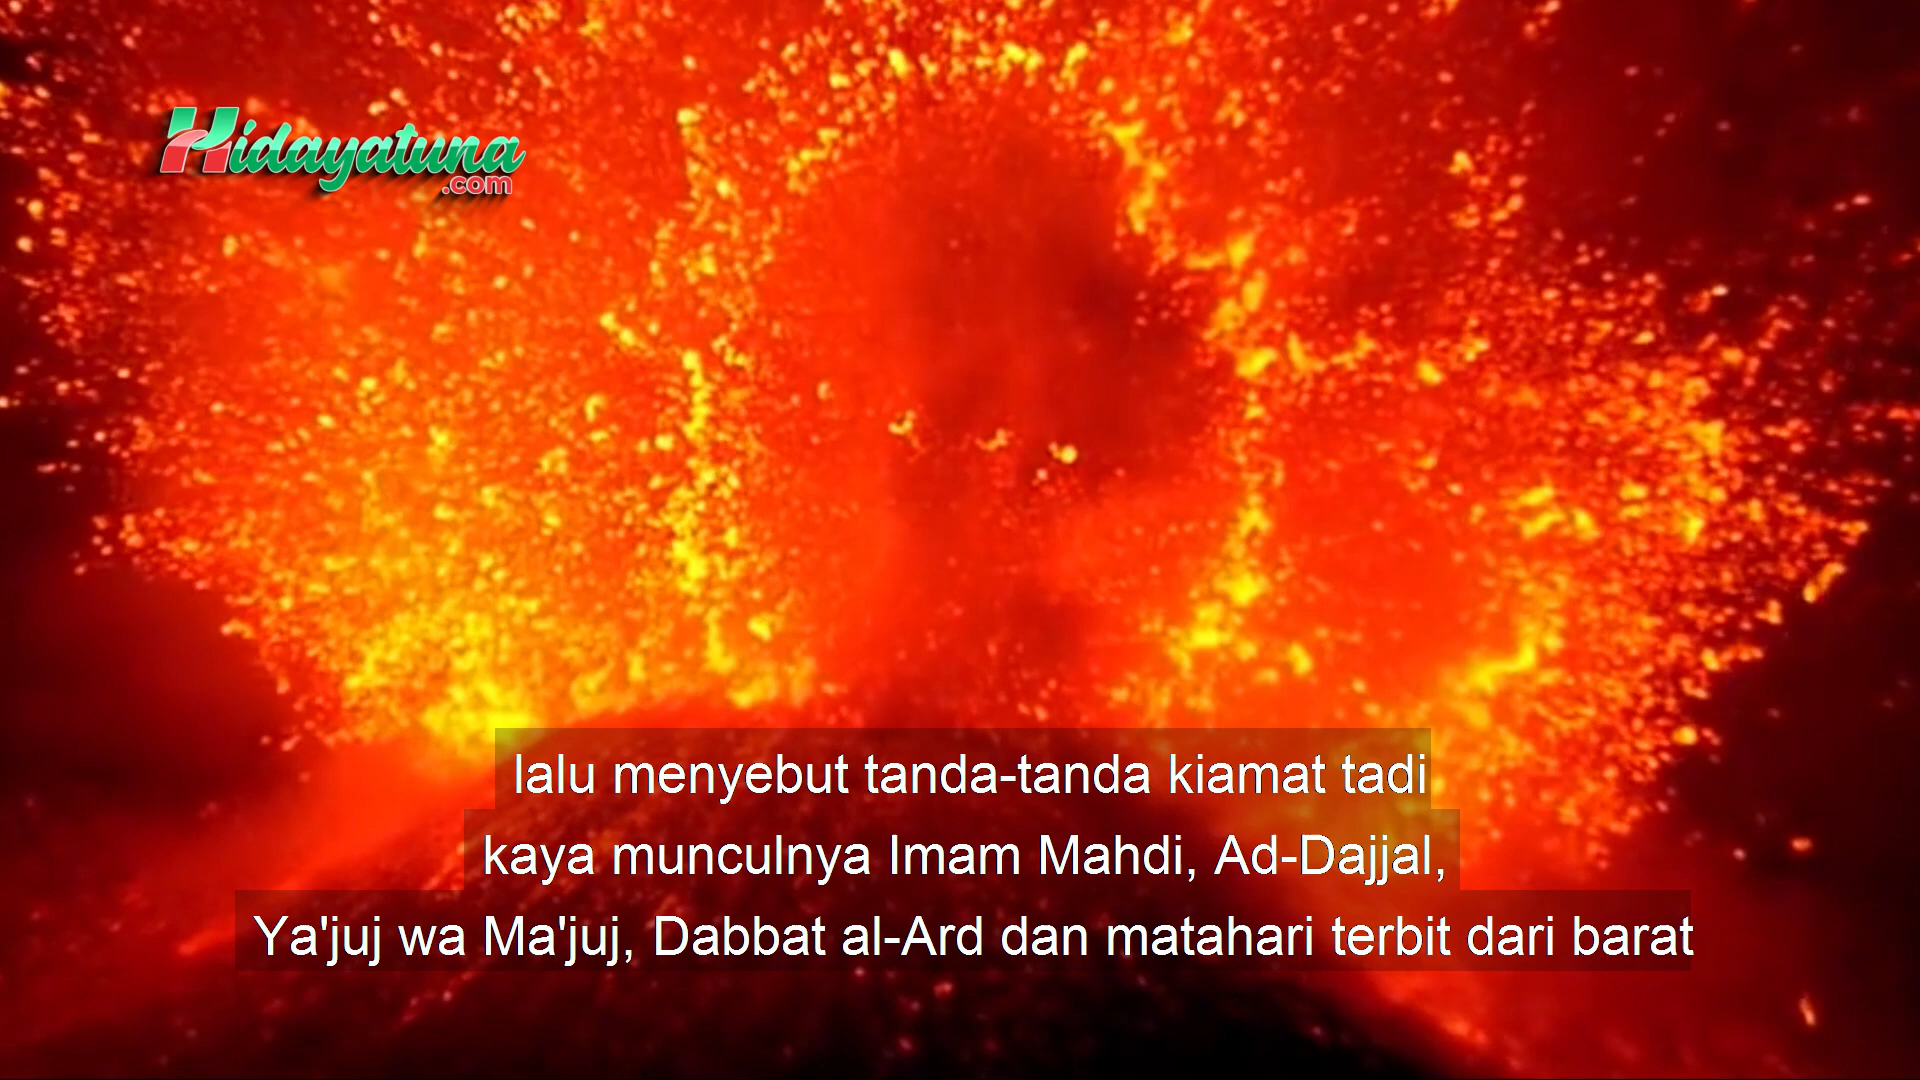 Hidayatuna
.com
lalu menyebut tanda-tanda kiamat tadi
kaya munculnya Imam Mahdi, Ad-Dajjal,
Ya'juj wa Ma'juj, Dabbat al-Ard dan matahari terbit dari barat